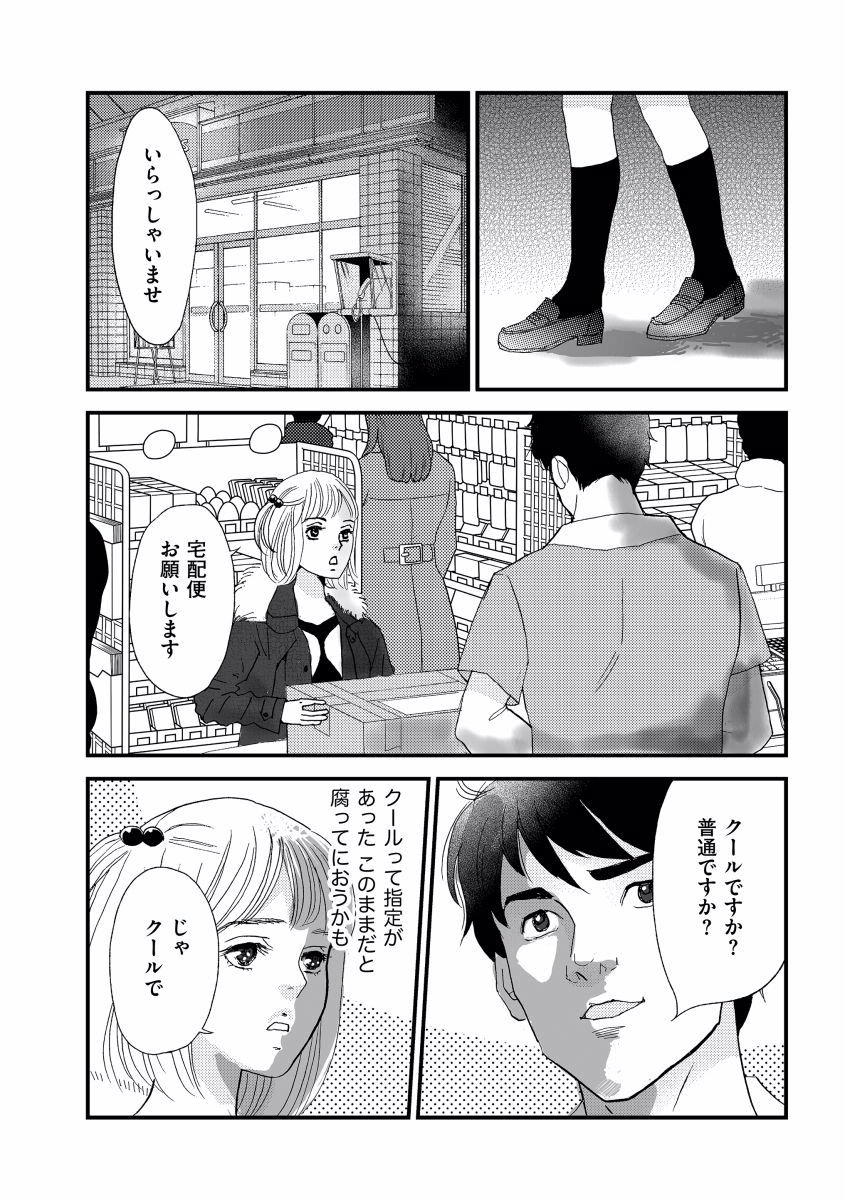 いらっしゃいませ
宅配便
お願いします
クールですか?
普通ですか?
クールって指定が
あった このままだと
腐ってにおうかも
じゃ
クールで